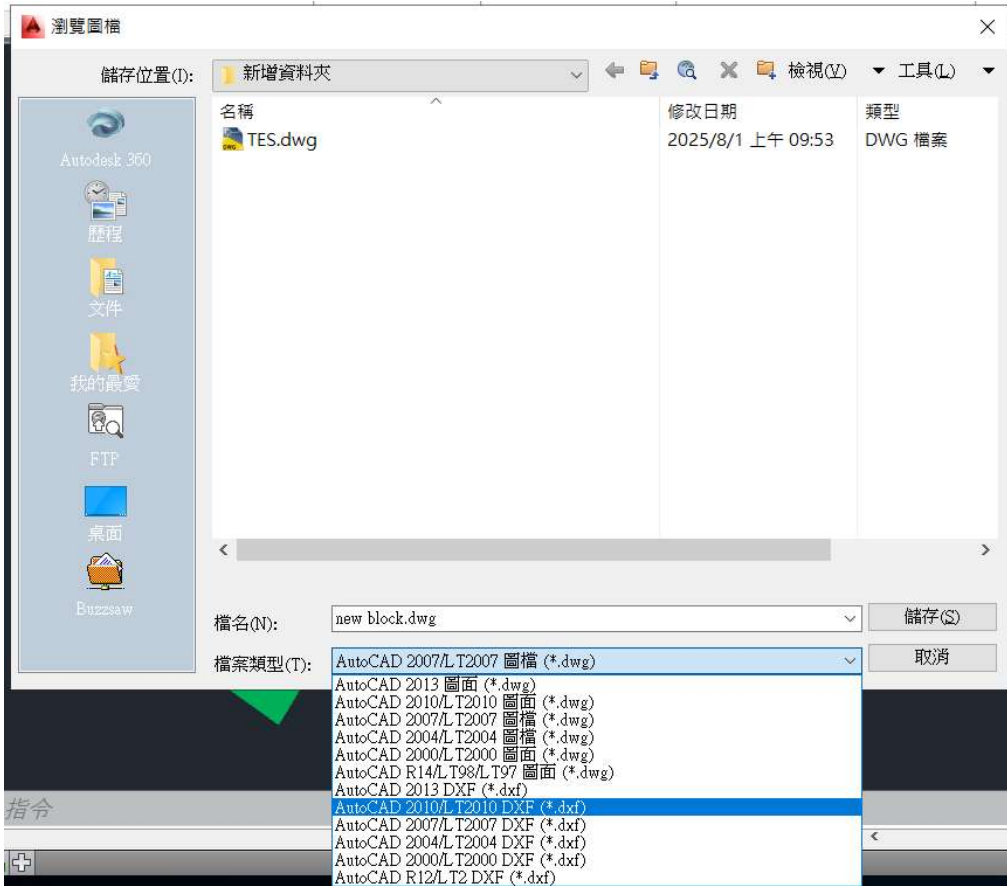 瀏覽圖檔
儲存位置(I):
新增資料夾
檢視(V)
工具(L)
名稱
修改日期
類型
TES.dwg
2025/8/1 上午 09:53
DWG 檔案
Autodesk 360
歷程
文件
我的最愛
FTP
桌面
Buzzsaw
檔名(N):
new block.dwg
儲存(S)
檔案類型(T):
AutoCAD 2007/LT2007 圖檔 (*.dwg)
取消
AutoCAD 2013 圖面 (*.dwg)
AutoCAD 2010/LT2010 圖面 (*.dwg)
AutoCAD 2007/LT2007 圖檔 (*.dwg)
AutoCAD 2004/LT2004 圖檔 (*.dwg)
AutoCAD 2000/LT2000 圖面 (*.dwg)
AutoCAD R14/LT98/LT97 圖面 (*.dwg)
AutoCAD 2013 DXF (*.dxf)
AutoCAD 2010/LT2010 DXF (*.dxf)
AutoCAD 2007/LT2007 DXF (*.dxf)
AutoCAD 2004/LT2004 DXF (*.dxf)
AutoCAD 2000/LT2000 DXF (*.dxf)
AutoCAD R12/LT2 DXF (*.dxf)
指令